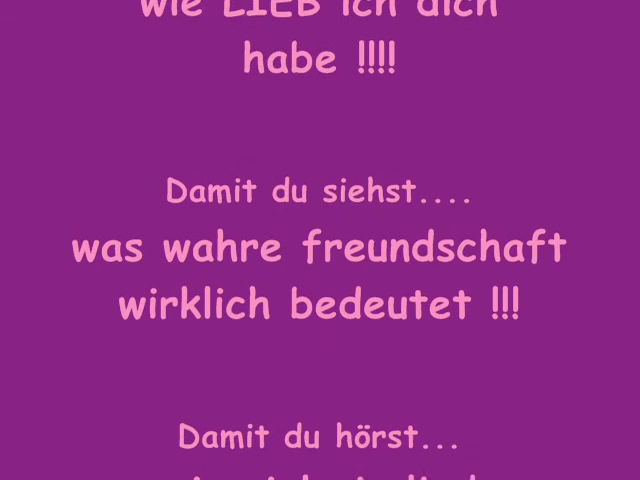 wie LIEB ich dich
habe !!!!
Damit du siehst....
was wahre freundschaft
wirklich bedeutet !!!
Damit du hörst...